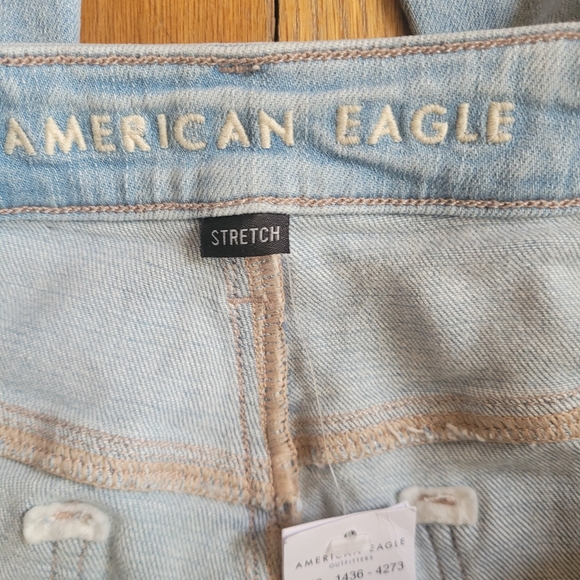 AMERICAN EAGLE
STRETCH
AMERICAN EAGLE
OUTFITTERS
- 1436 - 4273